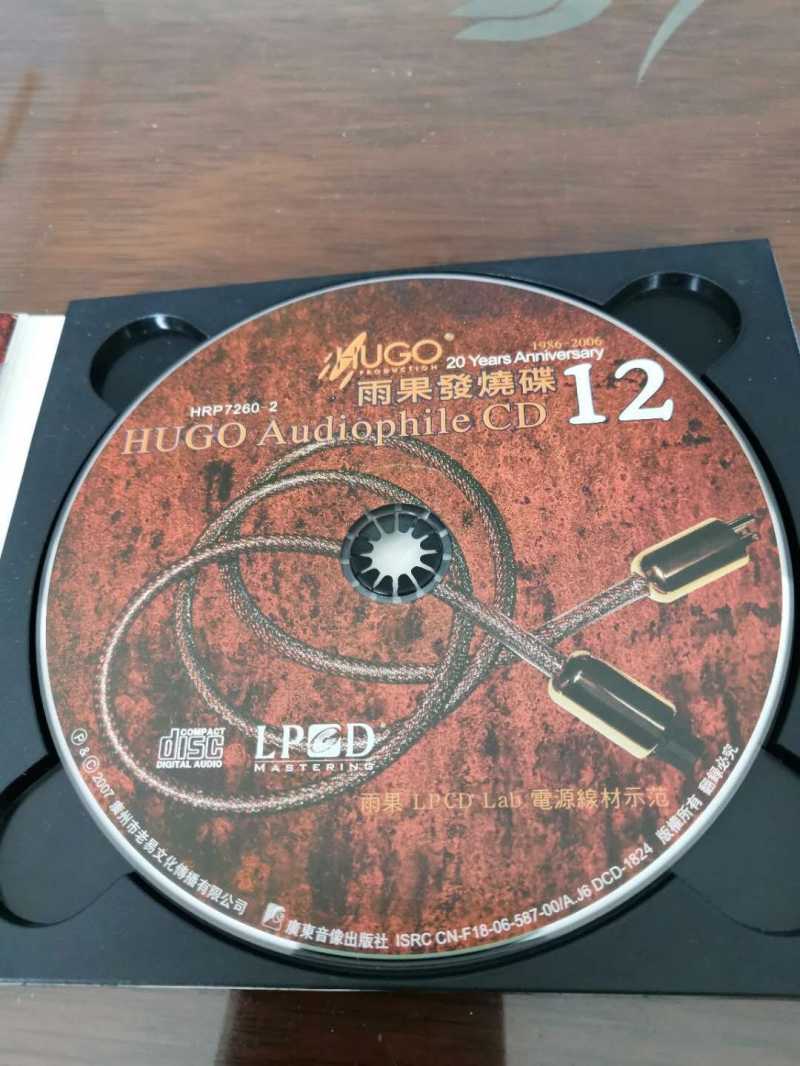 HUGO®
PRODUCTION
1986-2006
20 Years Anniversary
雨果發燒碟
12
HRP7260-2
HUGO Audiophile CD
COMPACT
disc
DIGITAL AUDIO
LPCD®
MASTERING
雨果 LPCD Lab 電源線材示范
Ⓟ & Ⓒ 2007 廣州市老易文化傳播有限公司
廣東音像出版社 ISRC CN-F18-06-587-00/A.J6 DCD-1824 版權所有 翻録必究